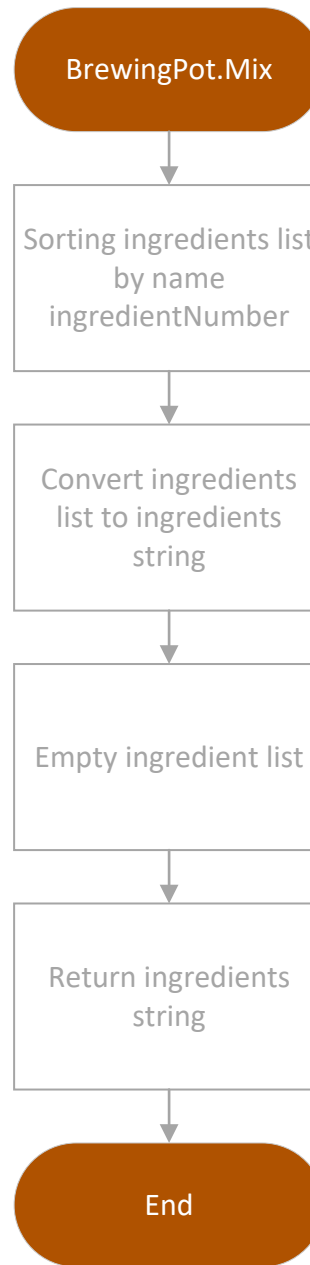 BrewingPot.Mix
Sorting ingredients list
by name
ingredientNumber
Convert ingredients
list to ingredients
string
Empty ingredient list
Return ingredients
string
End